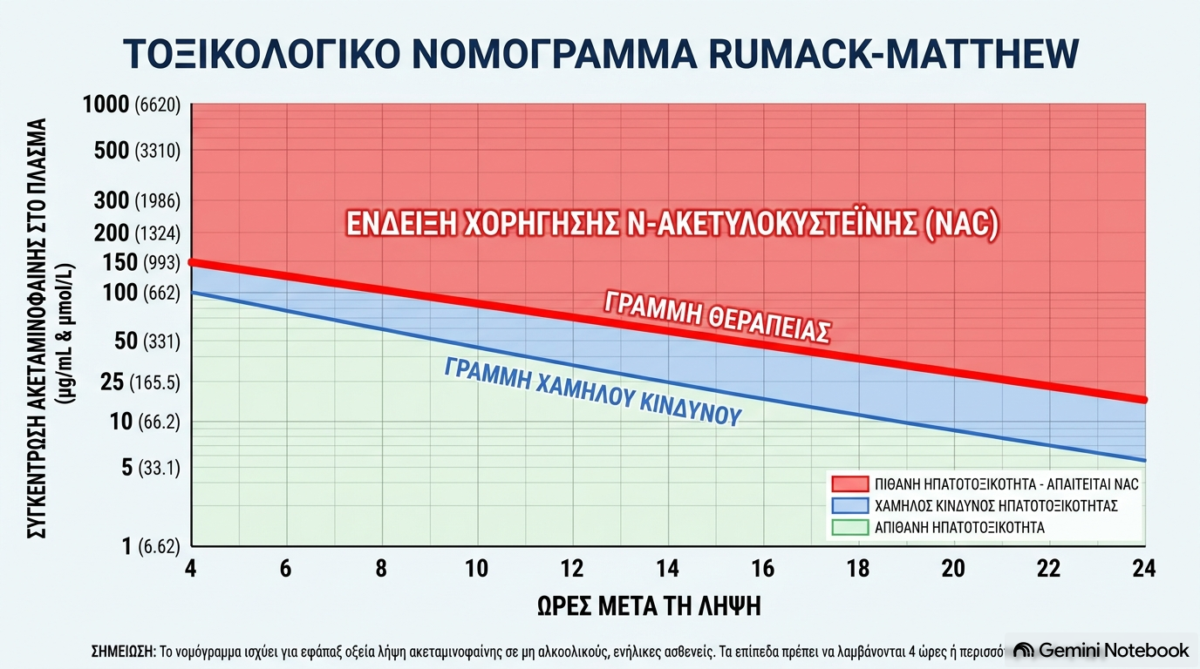 ΤΟΞΙΚΟΛΟΓΙΚΟ ΝΟΜΟΓΡΑΜΜΑ RUMACK-MATTHEW
ΣΥΓΚΕΝΤΡΩΣΗ ΑΚΕΤΑΜΙΝΟΦΑΙΝΗΣ ΣΤΟ ΠΛΑΣΜΑ
(μg/mL & μmol/L)
1000 (6620)
500 (3310)
300 (1986)
200 (1324)
150 (993)
100 (662)
50 (331)
25 (165.5)
10 (66.2)
5 (33.1)
1 (6.62)
ΕΝΔΕΙΞΗ ΧΟΡΗΓΗΣΗΣ Ν-ΑΚΕΤΥΛΟΚΥΣΤΕΪΝΗΣ (NAC)
ΓΡΑΜΜΗ ΘΕΡΑΠΕΙΑΣ
ΓΡΑΜΜΗ ΧΑΜΗΛΟΥ ΚΙΝΔΥΝΟΥ
ΠΙΘΑΝΗ ΗΠΑΤΟΤΟΞΙΚΟΤΗΤΑ - ΑΠΑΙΤΕΙΤΑΙ NAC
ΧΑΜΗΛΟΣ ΚΙΝΔΥΝΟΣ ΗΠΑΤΟΤΟΞΙΚΟΤΗΤΑΣ
ΑΠΙΘΑΝΗ ΗΠΑΤΟΤΟΞΙΚΟΤΗΤΑ
4 6 8 10 12 14 16 18 20 22 24
ΩΡΕΣ ΜΕΤΑ ΤΗ ΛΗΨΗ
ΣΗΜΕΙΩΣΗ: Το νομόγραμμα ισχύει για εφάπαξ οξεία λήψη ακεταμινοφαίνης σε μη αλκοολικούς, ενήλικες ασθενείς. Τα επίπεδα πρέπει να λαμβάνονται 4 ώρες ή
Gemini Notebook